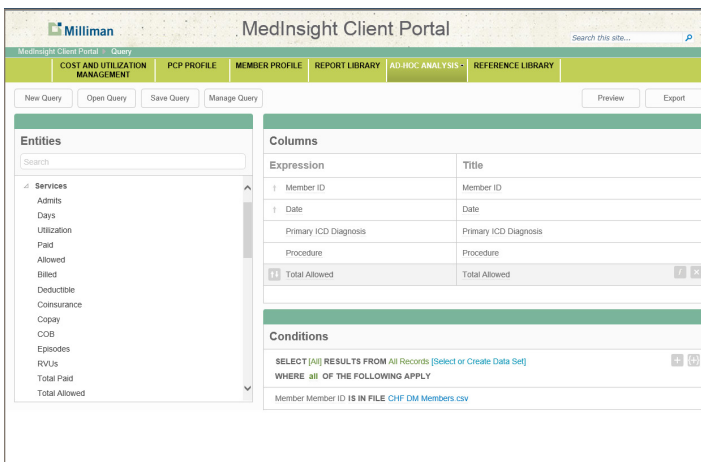 Milliman
MedInsight Client Portal
Search this site...
MedInsight Client Portal Query
COST AND UTILIZATION MANAGEMENT PCP PROFILE MEMBER PROFILE REPORT LIBRARY AD-HOC ANALYSIS REFERENCE LIBRARY
New Query Open Query Save Query Manage Query Preview Export
Entities
Search
Services
Admits
Days
Utilization
Paid
Allowed
Billed
Deductible
Coinsurance
Copay
COB
Episodes
RVUs
Total Paid
Total Allowed
Columns
Expression Title
Member ID Member ID
Date Date
Primary ICD Diagnosis Primary ICD Diagnosis
Procedure Procedure
Total Allowed Total Allowed
Conditions
SELECT [All] RESULTS FROM All Records [Select or Create Data Set]
WHERE all OF THE FOLLOWING APPLY
Member Member ID IS IN FILE CHF DM Members.csv